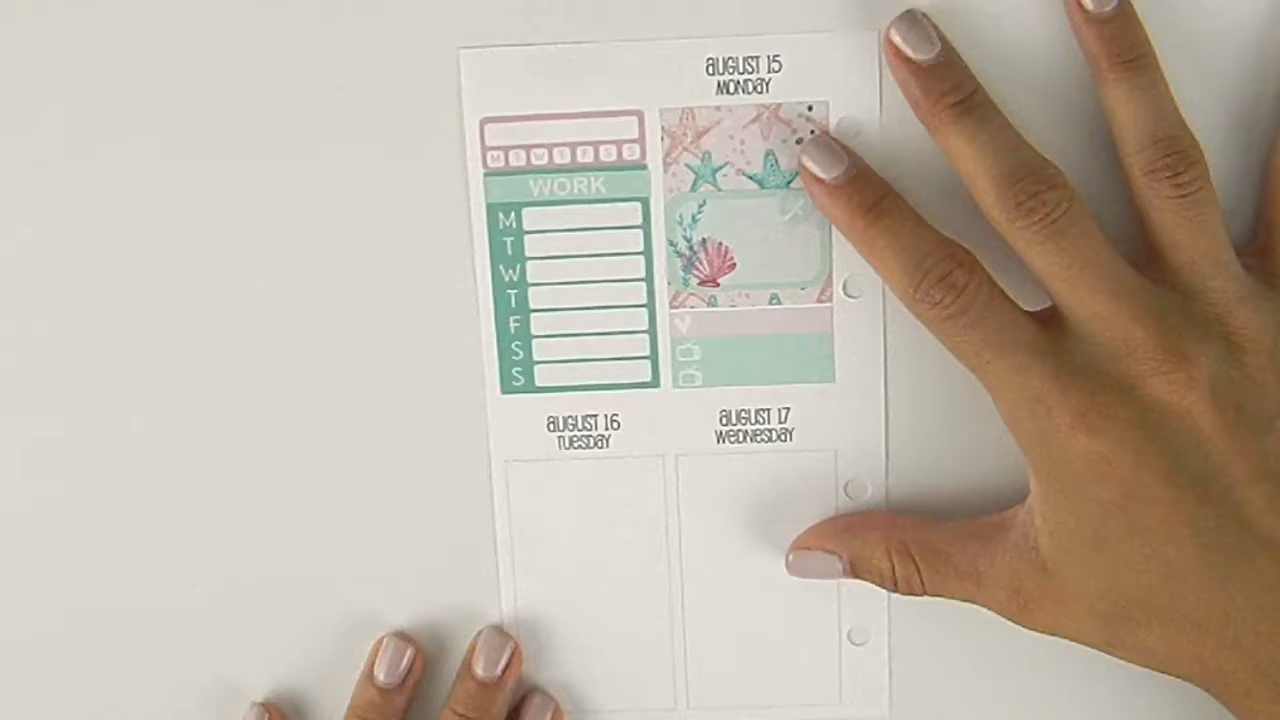 AUGUST 15
MONDAY
M T W T F S S
WORK
M
T
W
T
F
S
S
AUGUST 16
TUESDAY
AUGUST 17
WEDNESDAY